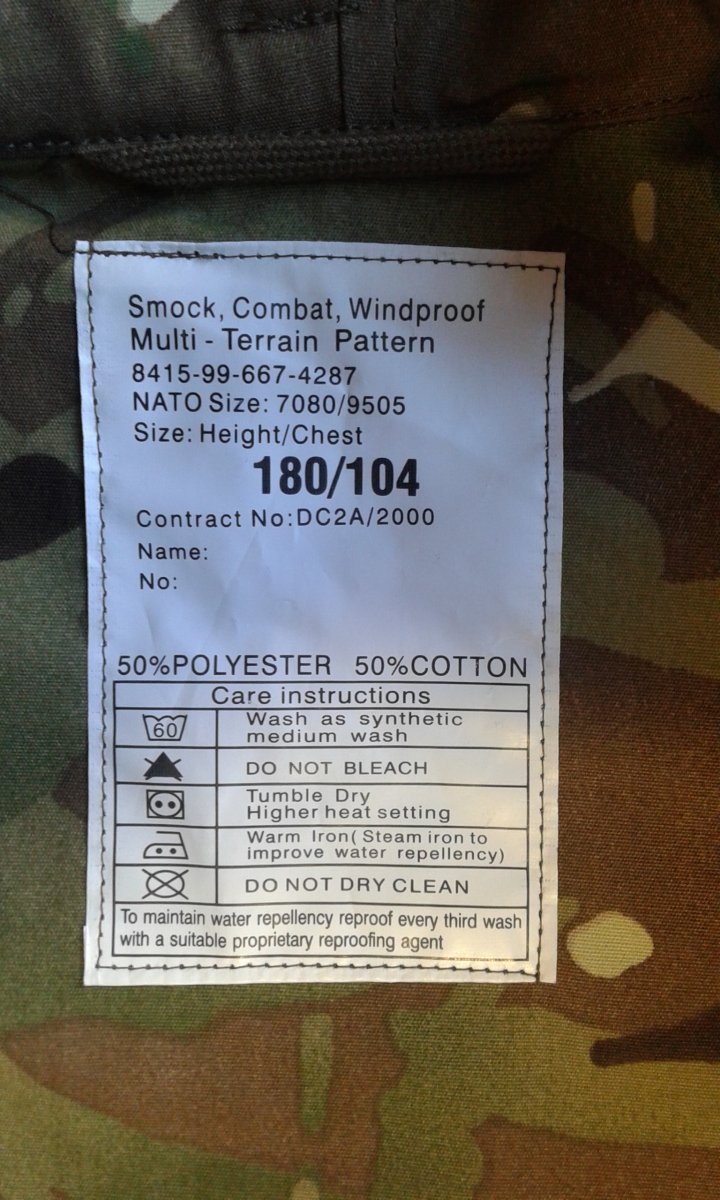 Smock, Combat, Windproof
Multi - Terrain Pattern
8415-99-667-4287
NATO Size: 7080/9505
Size: Height/Chest
180/104
Contract No:DC2A/2000
Name:
No:
50%POLYESTER 50%COTTON
Care instructions
60
Wash as synthetic
medium wash
DO NOT BLEACH
Tumble Dry
Higher heat setting
Warm Iron( Steam iron to
improve water repellency)
DO NOT DRY CLEAN
To maintain water repellency reproof every third wash
with a suitable proprietary reproofing agent